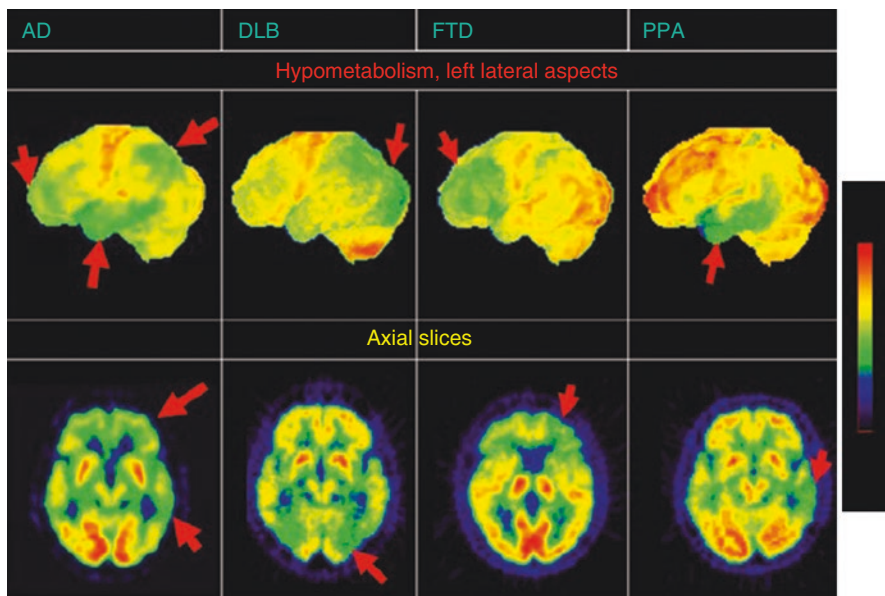 AD DLB FTD PPA
Hypometabolism, left lateral aspects
Axial slices